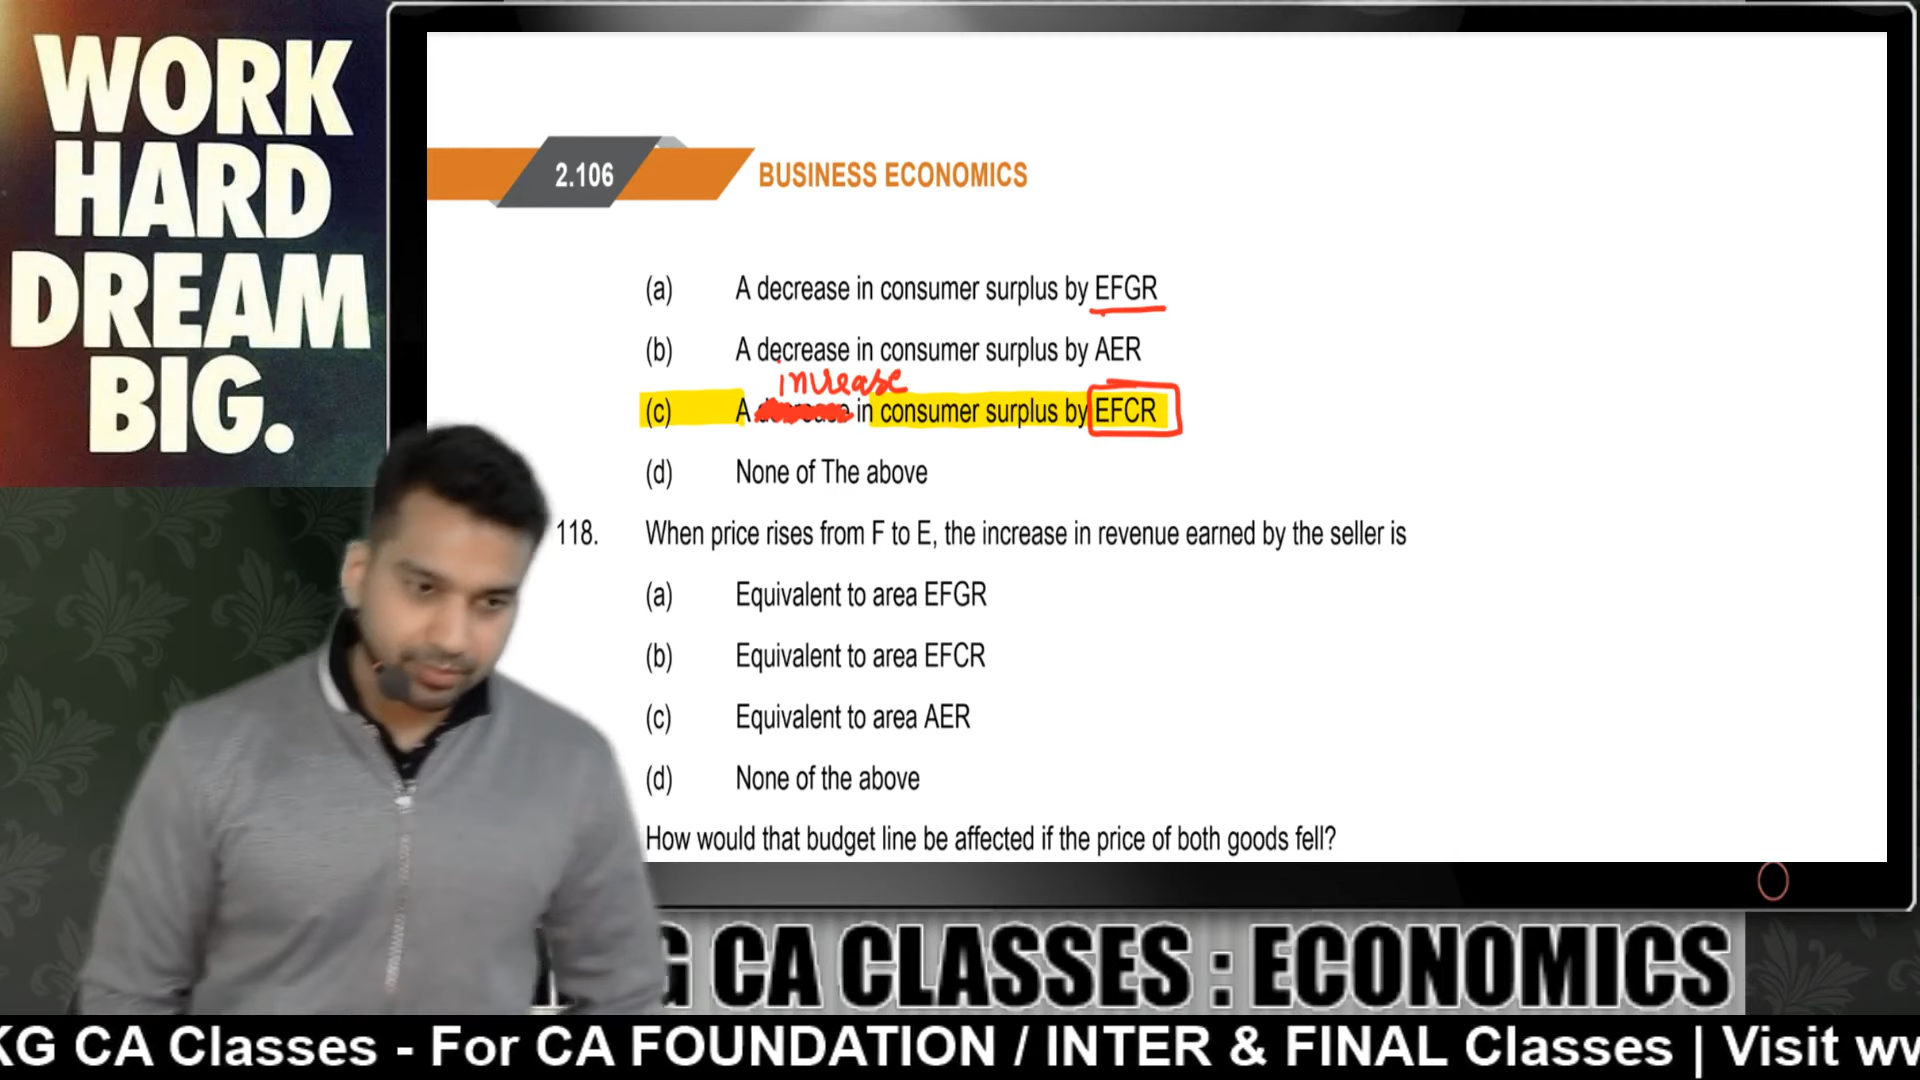 WORK
HARD
DREAM
BIG.
2.106
BUSINESS ECONOMICS
(a) A decrease in consumer surplus by EFGR
(b) A decrease in consumer surplus by AER
increase
(c) A decrease in consumer surplus by EFCR
(d) None of The above
118. When price rises from F to E, the increase in revenue earned by the seller is
(a) Equivalent to area EFGR
(b) Equivalent to area EFCR
(c) Equivalent to area AER
(d) None of the above
How would that budget line be affected if the price of both goods fell?
G CA CLASSES : ECONOMICS
KG CA Classes - For CA FOUNDATION / INTER & FINAL Classes | Visit